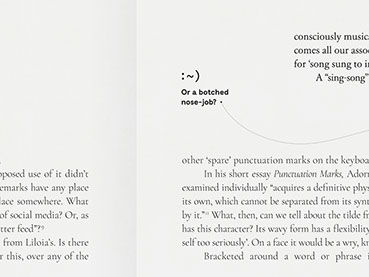 pposed use of it didn't
emarks have any place
lace somewhere. What
of social media? Or, as
tter feed"?
from Liloia's. Is there
r this, over any of the
consciously musica
comes all our assoc
for 'song sung to in
A "sing-song"
:~)
Or a botched
nose-job?
other 'spare' punctuation marks on the keyboa
In his short essay Punctuation Marks, Adorn
examined individually "acquires a definitive phys
its own, which cannot be separated from its synt
by it." What, then, can we tell about the tilde fr
has this character? Its wavy form has a flexibility
self too seriously'. On a face it would be a wry, kn
Bracketed around a word or phrase i